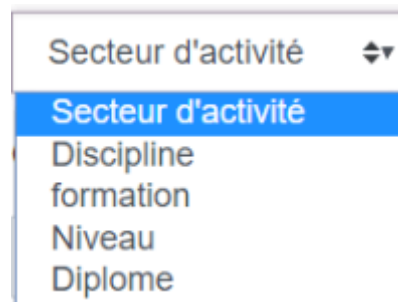 Secteur d'activité
Secteur d'activité
Discipline
formation
Niveau
Diplome